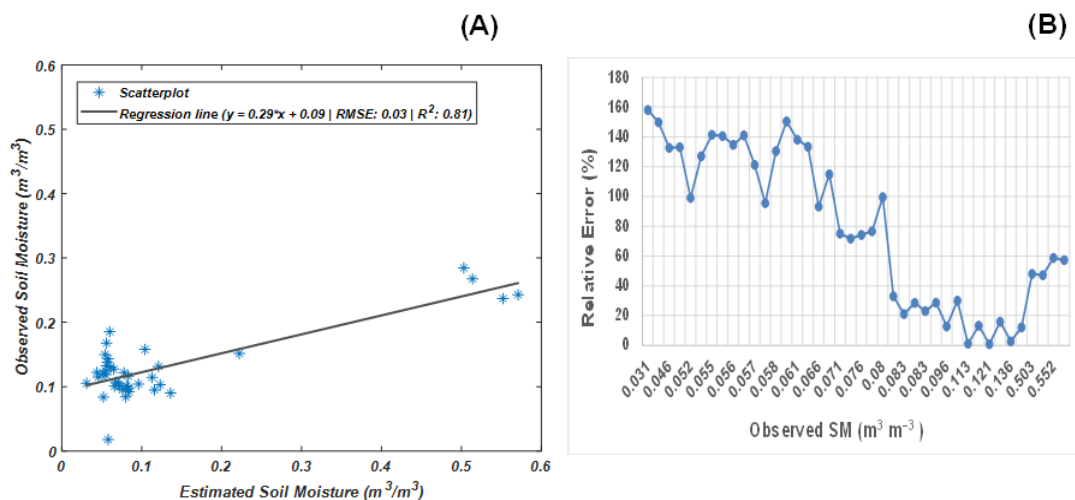 (A)
0.6
0.5
0.4
0.3
0.2
0.1
0
Observed Soil Moisture (m³/m³)
Scatterplot
Regression line (y = 0.29*x + 0.09 | RMSE: 0.03 | R²: 0.81)
0 0.1 0.2 0.3 0.4 0.5 0.6
Estimated Soil Moisture (m³/m³)
(B)
180
160
140
120
100
80
60
40
20
0
Relative Error (%)
0.031 0.046 0.052 0.055 0.056 0.057 0.058 0.061 0.066 0.071 0.076 0.08 0.083 0.083 0.096 0.113 0.121 0.136 0.503 0.552
Observed SM (m³ m⁻³)